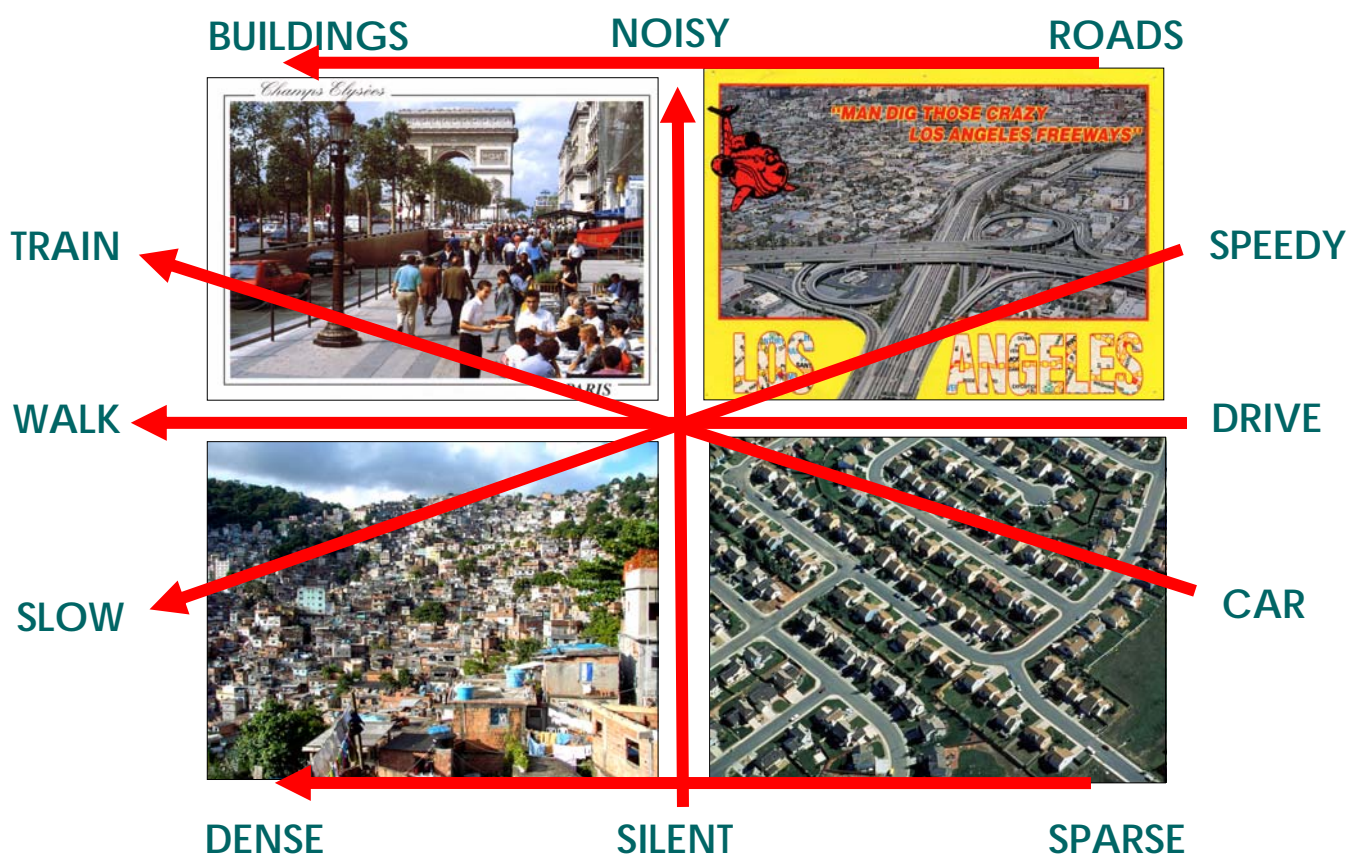 BUILDINGS
NOISY
ROADS
Champs Elysées
"MAN DIG THOSE CRAZY
LOS ANGELES FREEWAYS"
TRAIN
SPEEDY
LOS ANGELES
PARIS
WALK
DRIVE
SLOW
CAR
DENSE
SILENT
SPARSE